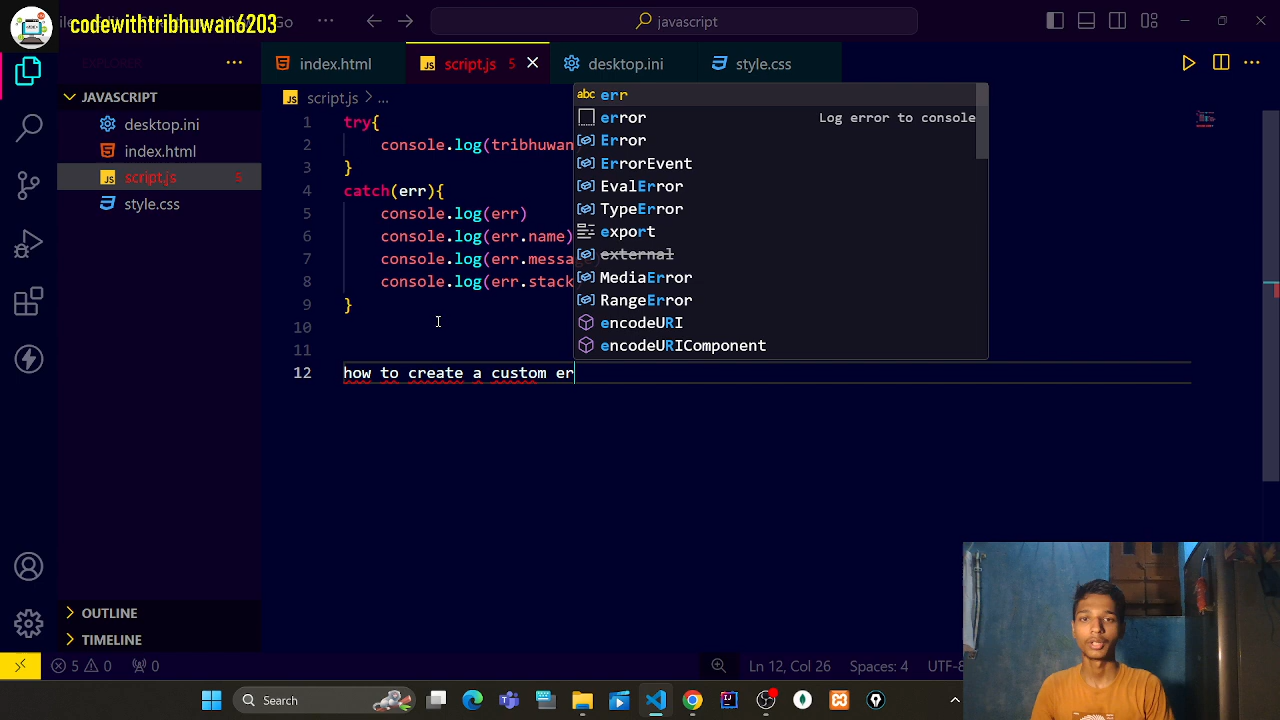 codewithtribhuwan6203
Go
javascript
EXPLORER
index.html
script.js 5
desktop.ini
style.css
JAVASCRIPT
desktop.ini
index.html
script.js 5
style.css
script.js > ...
1 try{
2 console.log(tribhuwan
3 }
4 catch(err){
5 console.log(err)
6 console.log(err.name)
7 console.log(err.messa
8 console.log(err.stack
9 }
10
11
12 how to create a custom er
abc err
error Log error to console
Error
ErrorEvent
EvalError
TypeError
export
external
MediaError
RangeError
encodeURI
encodeURIComponent
OUTLINE
TIMELINE
5 0 0
Ln 12, Col 26 Spaces: 4 UTF-8
Search